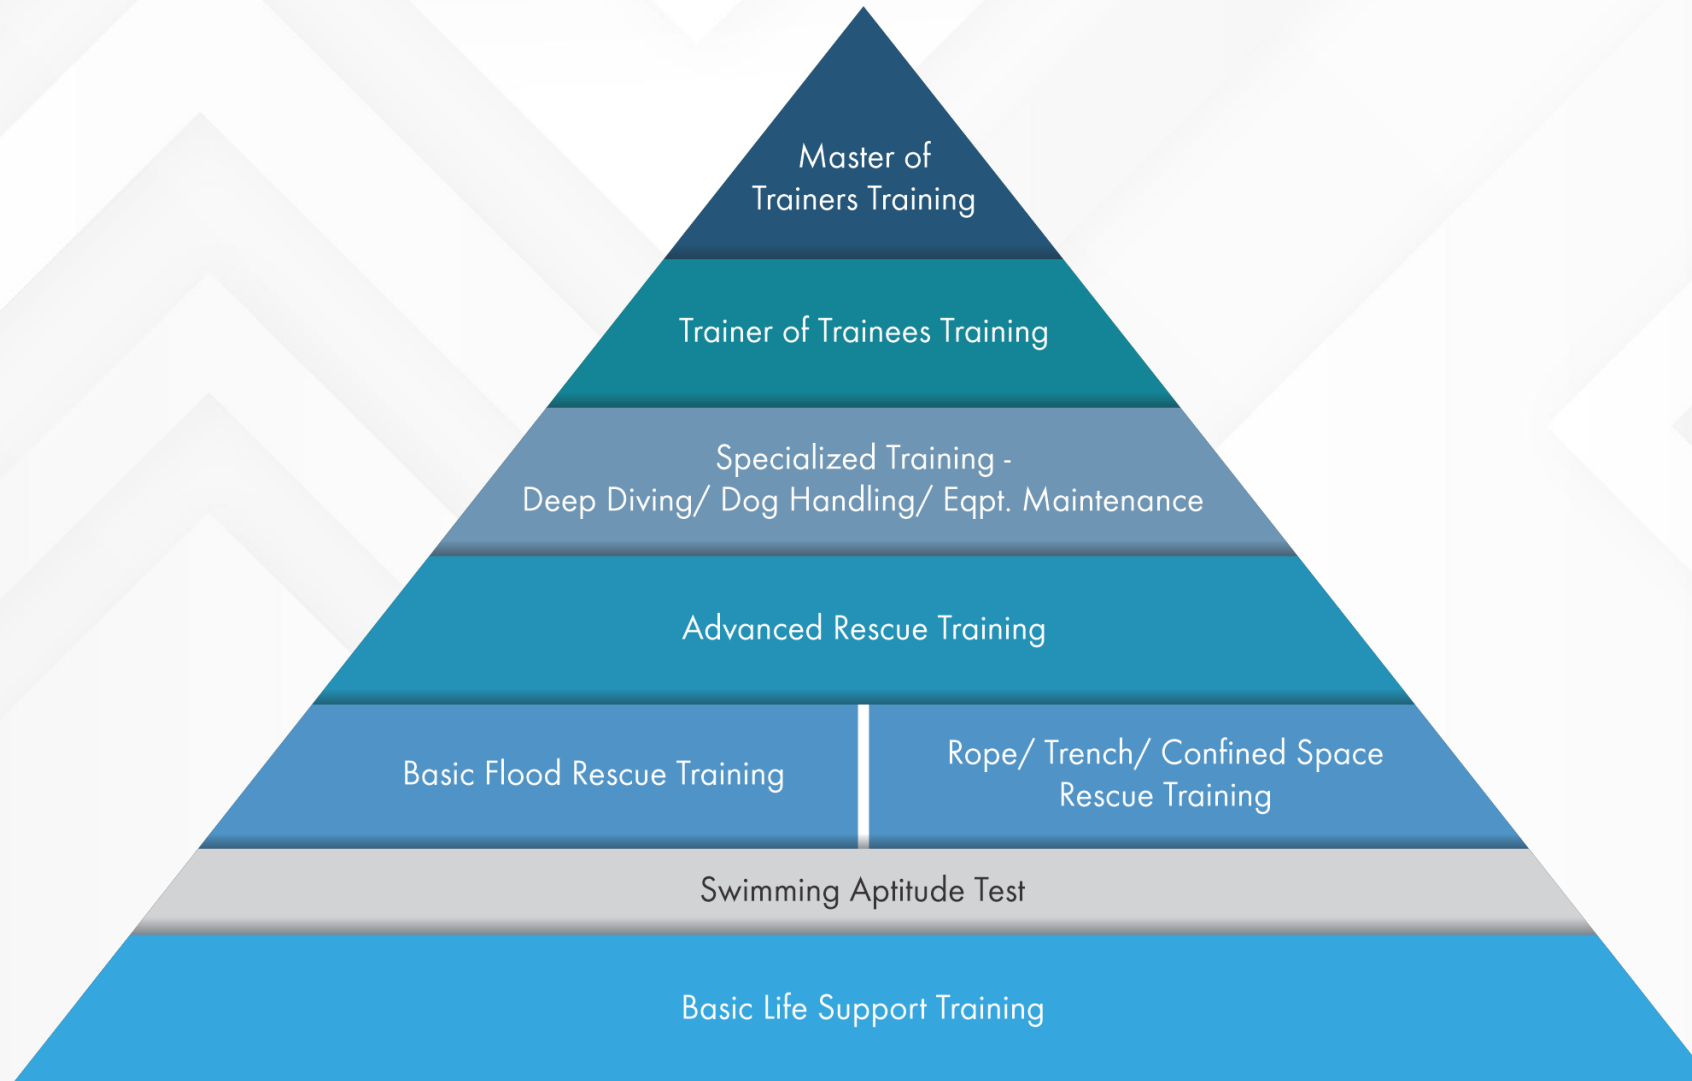 Master of
Trainers Training
Trainer of Trainees Training
Specialized Training -
Deep Diving/ Dog Handling/ Eqpt. Maintenance
Advanced Rescue Training
Basic Flood Rescue Training
Rope/ Trench/ Confined Space
Rescue Training
Swimming Aptitude Test
Basic Life Support Training